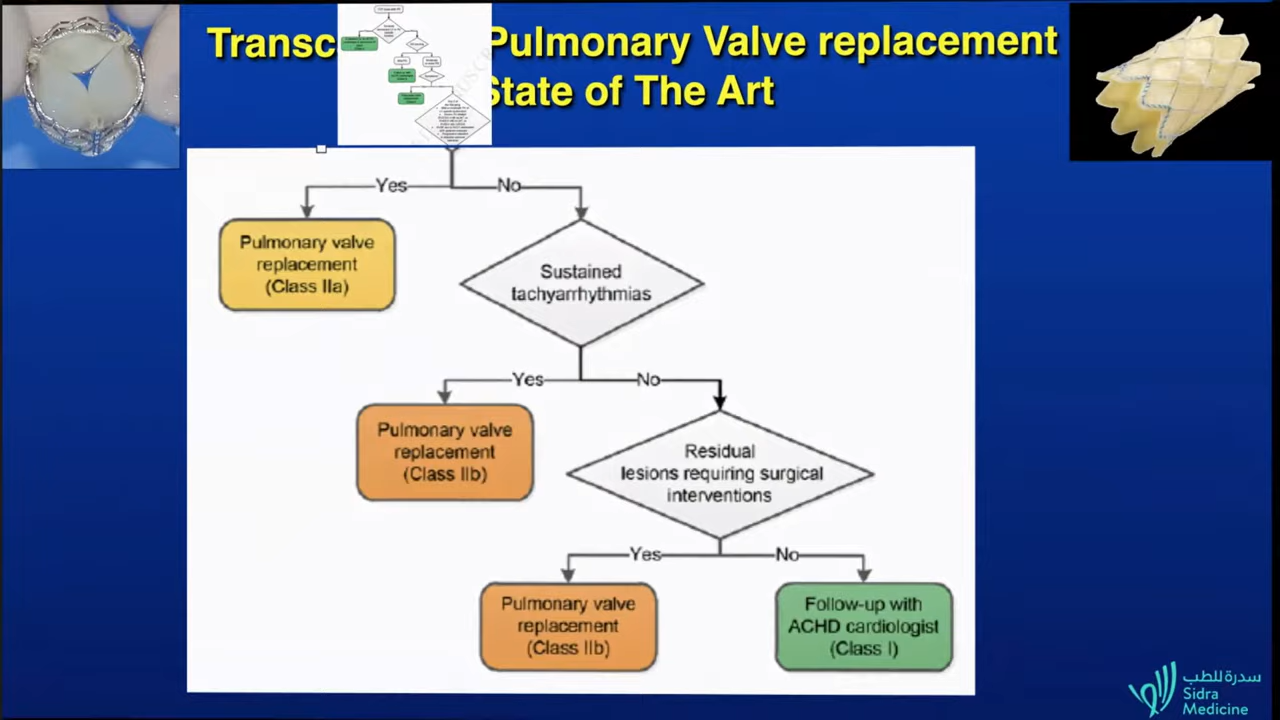 Transc Pulmonary Valve replacement
State of The Art
Yes
No
Pulmonary valve
replacement
(Class IIa)
Sustained
tachyarrhythmias
Yes
No
Pulmonary valve
replacement
(Class IIb)
Residual
lesions requiring surgical
interventions
Yes
No
Pulmonary valve
replacement
(Class IIb)
Follow-up with
ACHD cardiologist
(Class I)
سدرة للطب
Sidra
Medicine